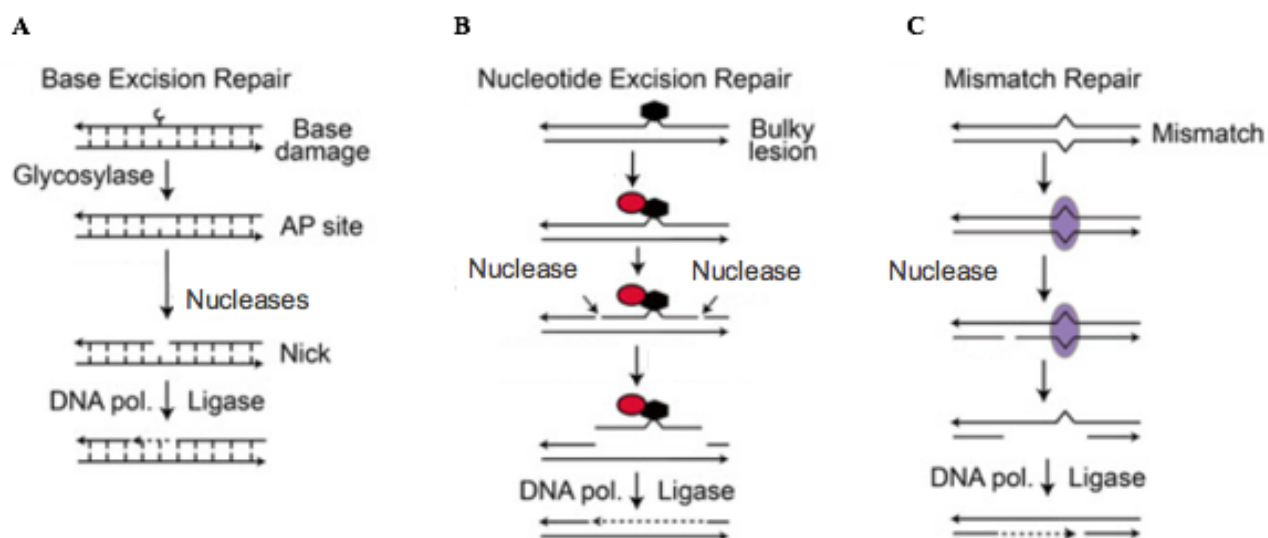 A
Base Excision Repair
Base
damage
Glycosylase
AP site
Nucleases
Nick
DNA pol. Ligase
B
Nucleotide Excision Repair
Bulky
lesion
Nuclease Nuclease
DNA pol. Ligase
C
Mismatch Repair
Mismatch
Nuclease
DNA pol. Ligase